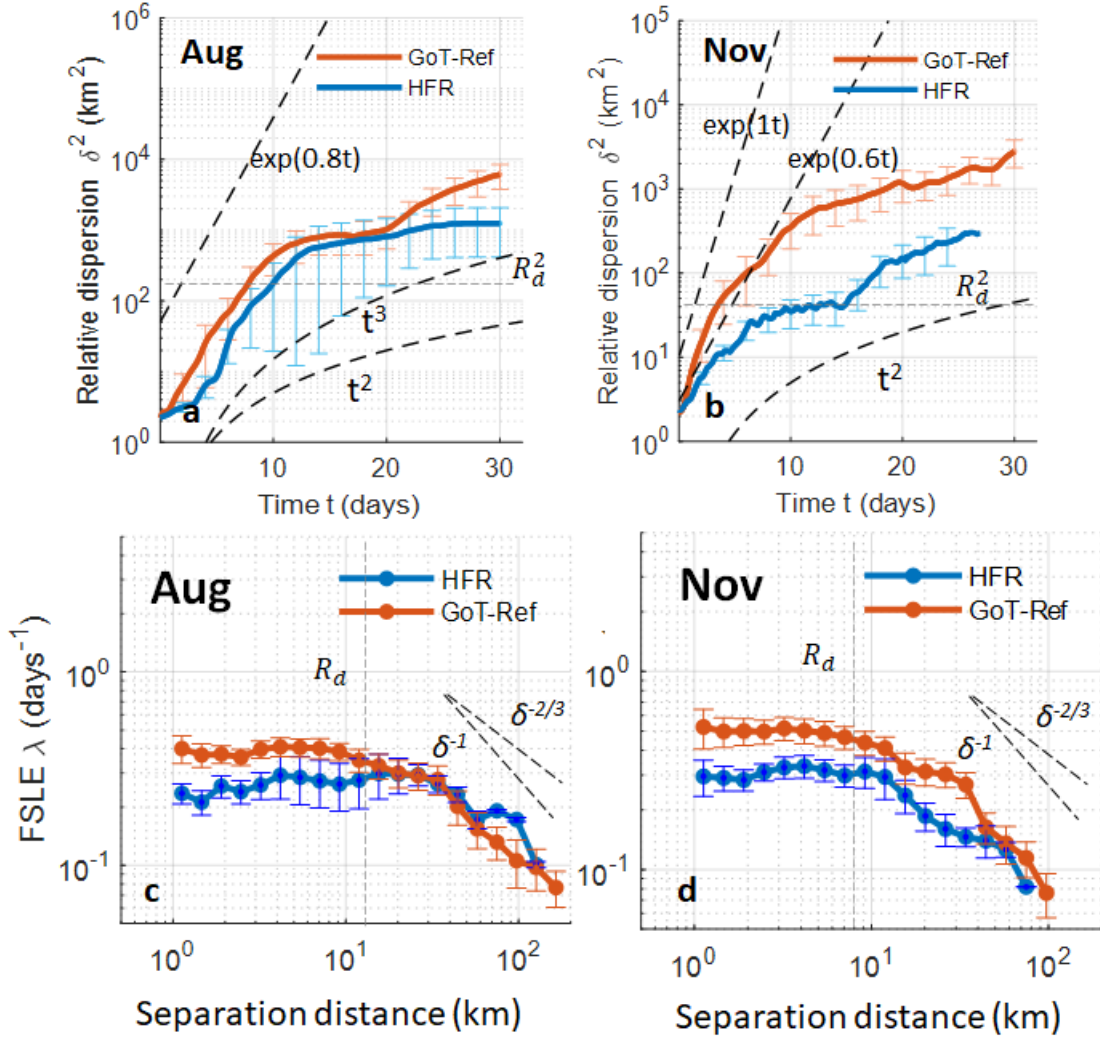 Aug
GoT-Ref
HFR
exp(0.8t)
R_d^2
t^3
t^2
a
10^6
10^4
10^2
10^0
10
20
30
Relative dispersion δ^2 (km^2)
Time t (days)
Nov
GoT-Ref
HFR
exp(1t)
exp(0.6t)
R_d^2
t^2
b
10^5
10^4
10^3
10^2
10^1
10^0
10
20
30
Relative dispersion δ^2 (km^2)
Time t (days)
Aug
HFR
GoT-Ref
R_d
δ^-2/3
δ^-1
c
10^0
10^-1
10^0
10^1
10^2
FSLE λ (days^-1)
Separation distance (km)
Nov
HFR
GoT-Ref
R_d
δ^-2/3
δ^-1
d
10^0
10^-1
10^0
10^1
10^2
Separation distance (km)